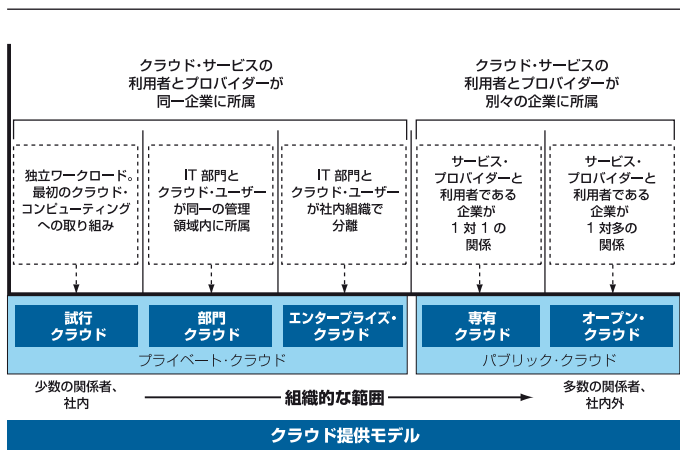 クラウド・サービスの
利用者とプロバイダーが
同一企業に所属
クラウド・サービスの
利用者とプロバイダーが
別々の企業に所属
独立ワークロード。
最初のクラウド・
コンピューティング
への取り組み
IT 部門と
クラウド・ユーザー
が同一の管理
領域内に所属
IT 部門と
クラウド・ユーザー
が社内組織で
分離
サービス・
プロバイダーと
利用者である
企業が
1 対 1 の
関係
サービス・
プロバイダーと
利用者である
企業が
1 対多の
関係
試行
クラウド
部門
クラウド
エンタープライズ・
クラウド
専有
クラウド
オープン・
クラウド
プライベート・クラウド
パブリック・クラウド
少数の関係者、
社内
組織的な範囲
多数の関係者、
社内外
クラウド提供モデル